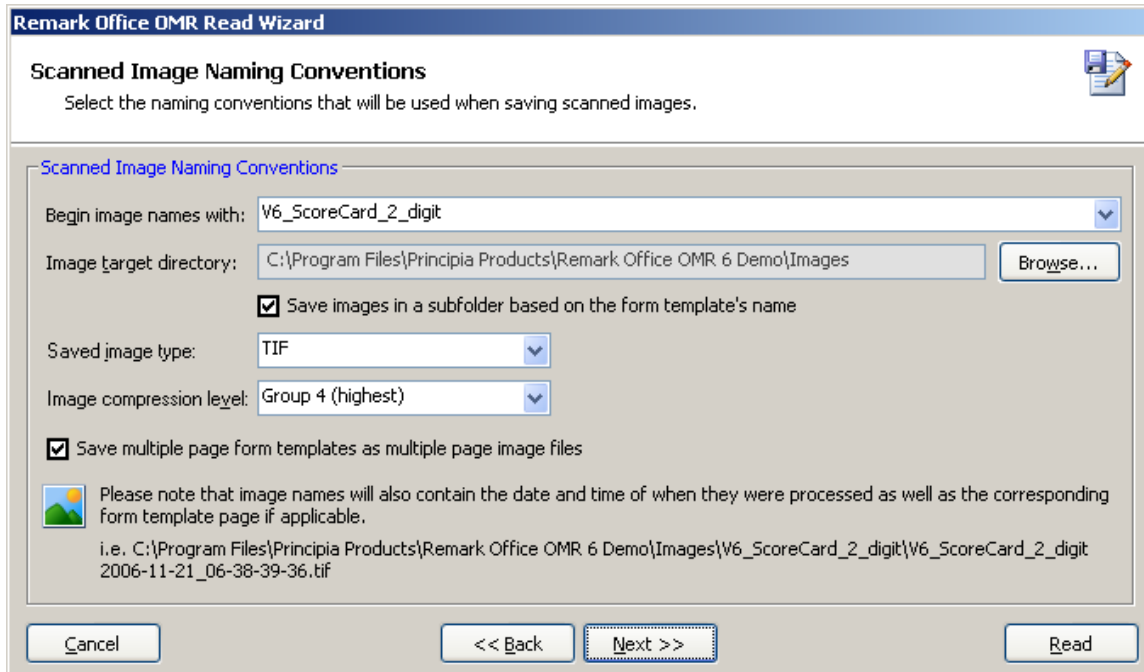 Remark Office OMR Read Wizard
Scanned Image Naming Conventions
Select the naming conventions that will be used when saving scanned images.
Scanned Image Naming Conventions
Begin image names with: V6_ScoreCard_2_digit
Image target directory: C:\Program Files\Principia Products\Remark Office OMR 6 Demo\Images Browse...
Save images in a subfolder based on the form template's name
Saved image type: TIF
Image compression level: Group 4 (highest)
Save multiple page form templates as multiple page image files
Please note that image names will also contain the date and time of when they were processed as well as the corresponding
form template page if applicable.
i.e. C:\Program Files\Principia Products\Remark Office OMR 6 Demo\Images\V6_ScoreCard_2_digit\V6_ScoreCard_2_digit
2006-11-21_06-38-39-36.tif
Cancel << Back Next >> Read